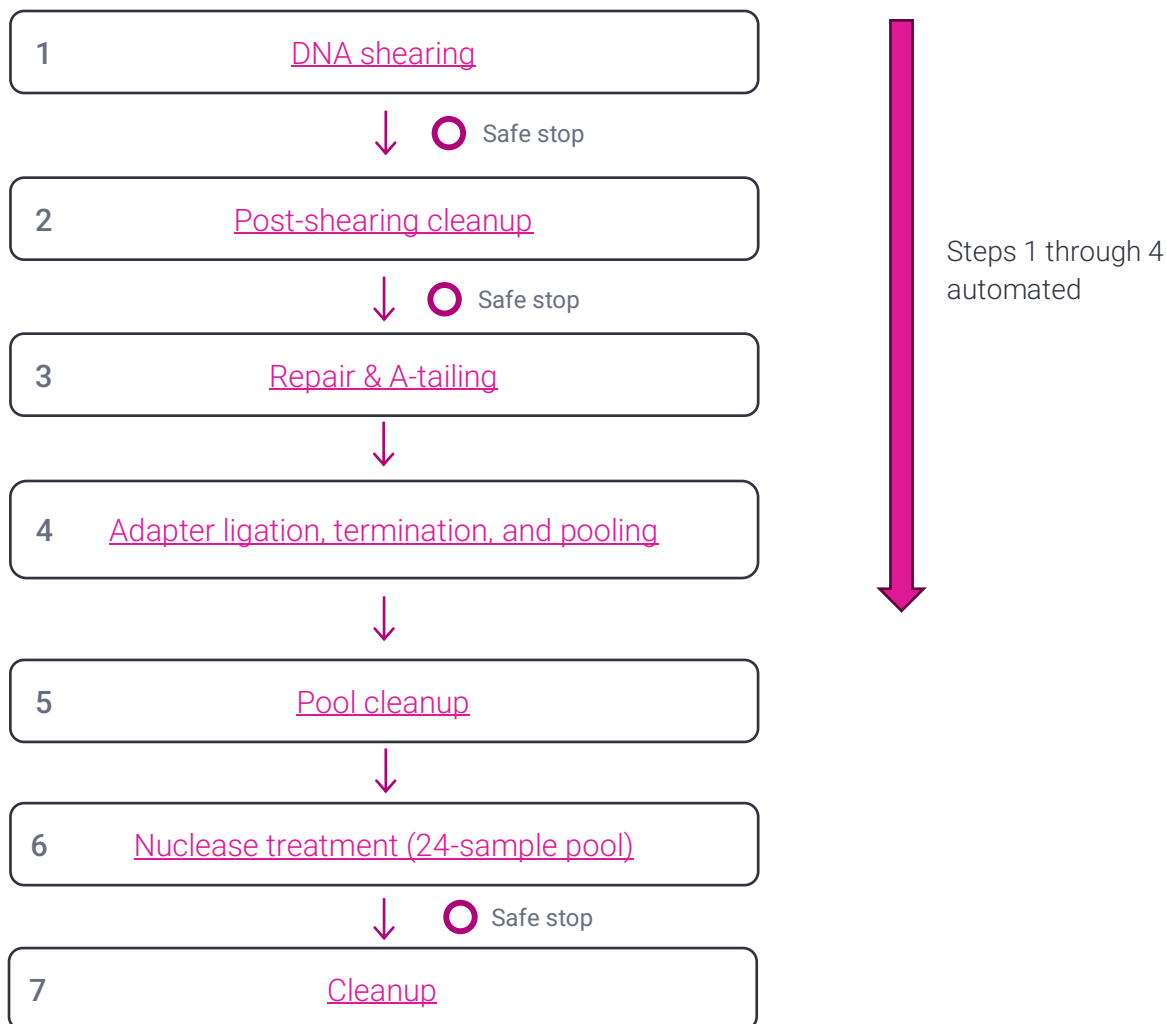 1 DNA shearing
Safe stop
2 Post-shearing cleanup
Safe stop
Steps 1 through 4
automated
3 Repair & A-tailing
4 Adapter ligation, termination, and pooling
5 Pool cleanup
6 Nuclease treatment (24-sample pool)
Safe stop
7 Cleanup